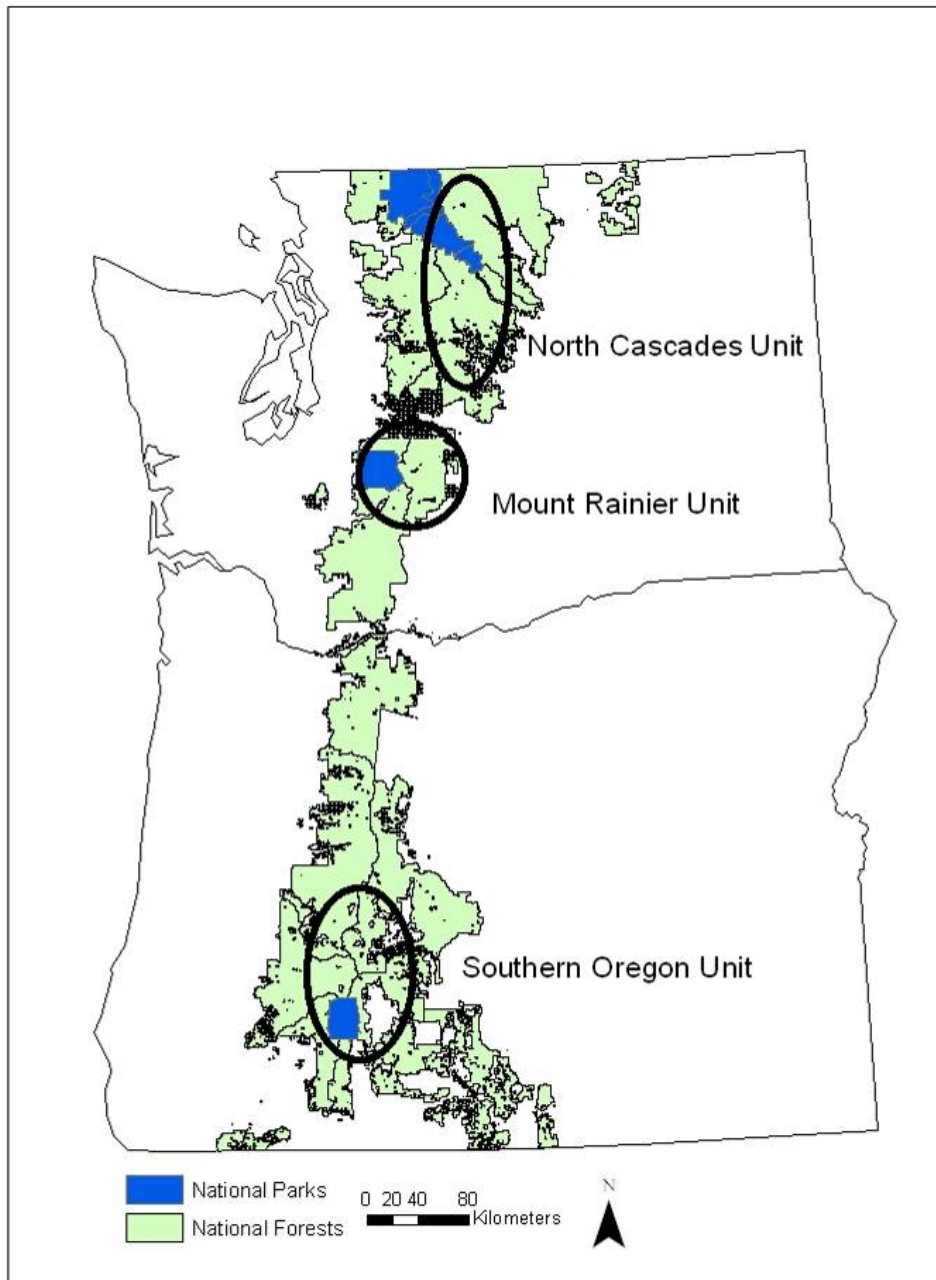 North Cascades Unit
Mount Rainier Unit
Southern Oregon Unit
National Parks
National Forests
0 20 40 80
Kilometers
N